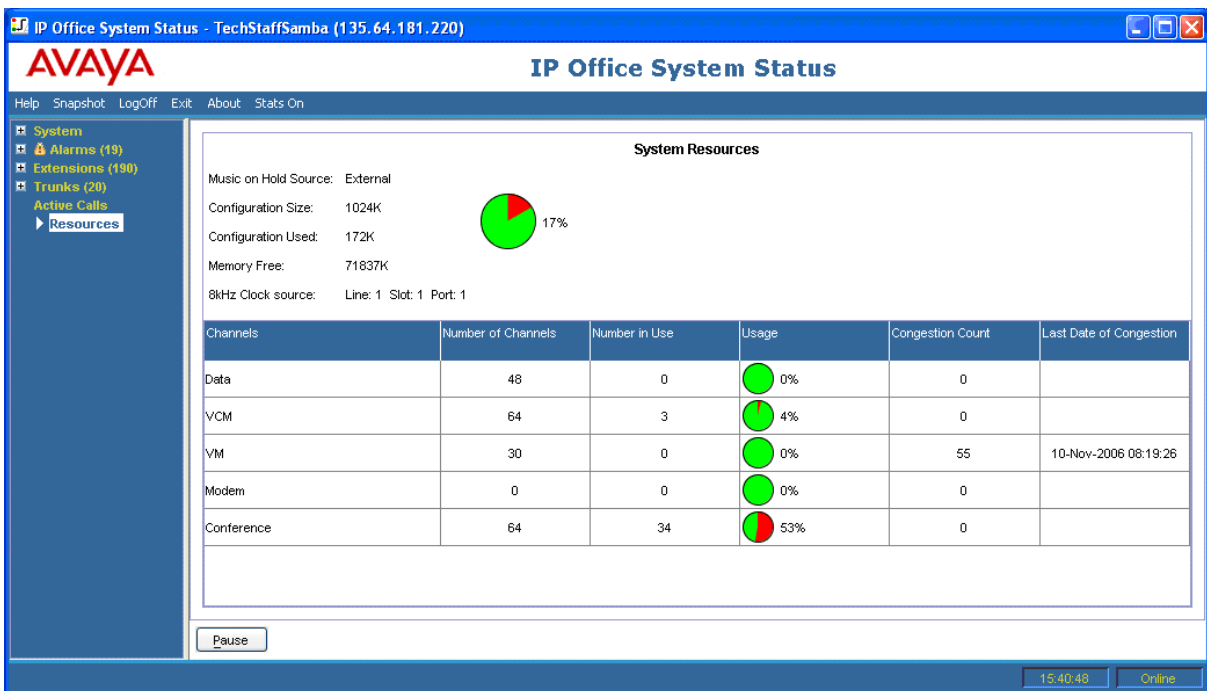 IP Office System Status - TechStaffSamba (135.64.181.220)
AVAYA
IP Office System Status
Help Snapshot LogOff Exit About Stats On
System
Alarms (19)
Extensions (190)
Trunks (20)
Active Calls
Resources
System Resources
Music on Hold Source: External
Configuration Size: 1024K
17%
Configuration Used: 172K
Memory Free: 71837K
8kHz Clock source: Line: 1 Slot: 1 Port: 1
Channels Number of Channels Number in Use Usage Congestion Count Last Date of Congestion
Data 48 0 0% 0
VCM 64 3 4% 0
VM 30 0 0% 55 10-Nov-2006 08:19:26
Modem 0 0 0% 0
Conference 64 34 53% 0
Pause
15:40:48 Online